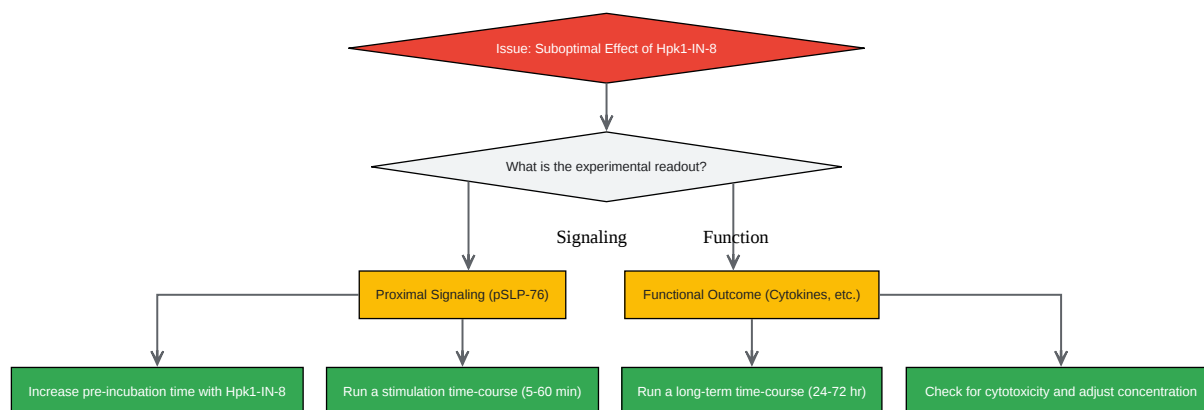 Issue: Suboptimal Effect of Hpk1-IN-8
What is the experimental readout?
Signaling
Function
Proximal Signaling (pSLP-76)
Functional Outcome (Cytokines, etc.)
Increase pre-incubation time with Hpk1-IN-8
Run a stimulation time-course (5-60 min)
Run a long-term time-course (24-72 hr)
Check for cytotoxicity and adjust concentration